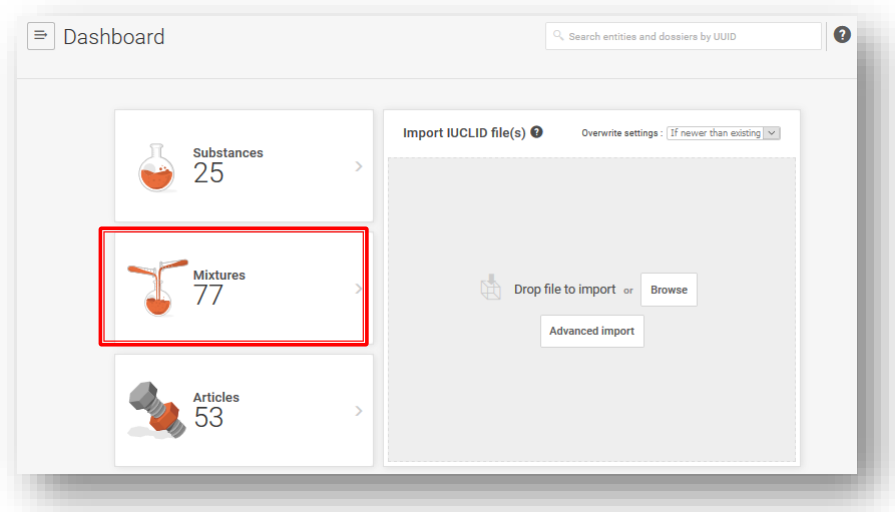 Dashboard
Search entities and dossiers by UUID
?
Substances
25
Mixtures
77
Articles
53
Import IUCLID file(s) ?
Overwrite settings : If newer than existing
Drop file to import or Browse
Advanced import